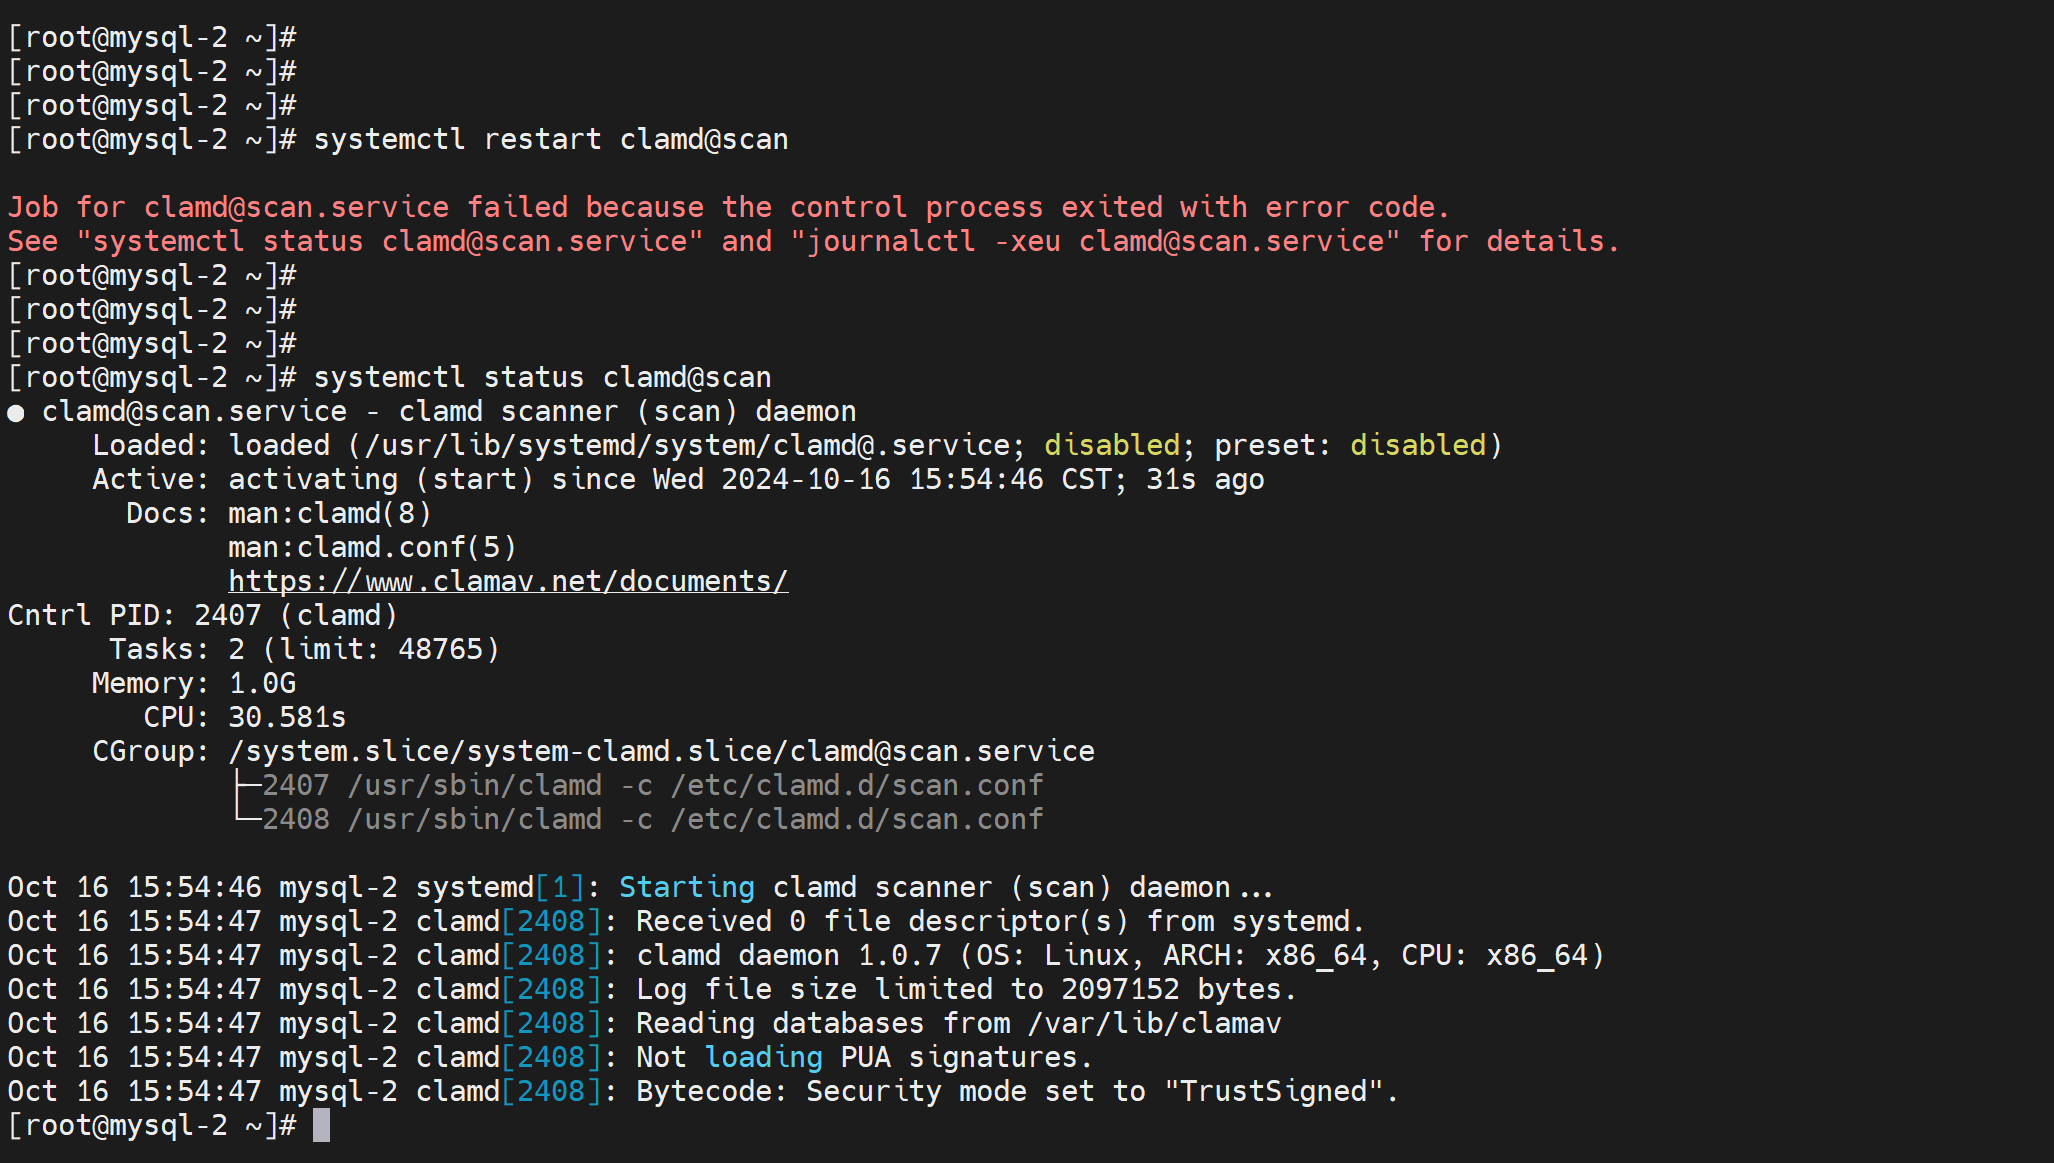 [root@mysql-2 ~]#
[root@mysql-2 ~]#
[root@mysql-2 ~]#
[root@mysql-2 ~]# systemctl restart clamd@scan
Job for clamd@scan.service failed because the control process exited with error code.
See "systemctl status clamd@scan.service" and "journalctl -xeu clamd@scan.service" for details.
[root@mysql-2 ~]#
[root@mysql-2 ~]#
[root@mysql-2 ~]#
[root@mysql-2 ~]# systemctl status clamd@scan
● clamd@scan.service - clamd scanner (scan) daemon
Loaded: loaded (/usr/lib/systemd/system/clamd@.service; disabled; preset: disabled)
Active: activating (start) since Wed 2024-10-16 15:54:46 CST; 31s ago
Docs: man:clamd(8)
man:clamd.conf(5)
https://www.clamav.net/documents/
Cntrl PID: 2407 (clamd)
Tasks: 2 (limit: 48765)
Memory: 1.0G
CPU: 30.581s
CGroup: /system.slice/system-clamd.slice/clamd@scan.service
├─2407 /usr/sbin/clamd -c /etc/clamd.d/scan.conf
└─2408 /usr/sbin/clamd -c /etc/clamd.d/scan.conf
Oct 16 15:54:46 mysql-2 systemd[1]: Starting clamd scanner (scan) daemon...
Oct 16 15:54:47 mysql-2 clamd[2408]: Received 0 file descriptor(s) from systemd.
Oct 16 15:54:47 mysql-2 clamd[2408]: clamd daemon 1.0.7 (OS: Linux, ARCH: x86_64, CPU: x86_64)
Oct 16 15:54:47 mysql-2 clamd[2408]: Log file size limited to 2097152 bytes.
Oct 16 15:54:47 mysql-2 clamd[2408]: Reading databases from /var/lib/clamav
Oct 16 15:54:47 mysql-2 clamd[2408]: Not loading PUA signatures.
Oct 16 15:54:47 mysql-2 clamd[2408]: Bytecode: Security mode set to "TrustSigned".
[root@mysql-2 ~]#